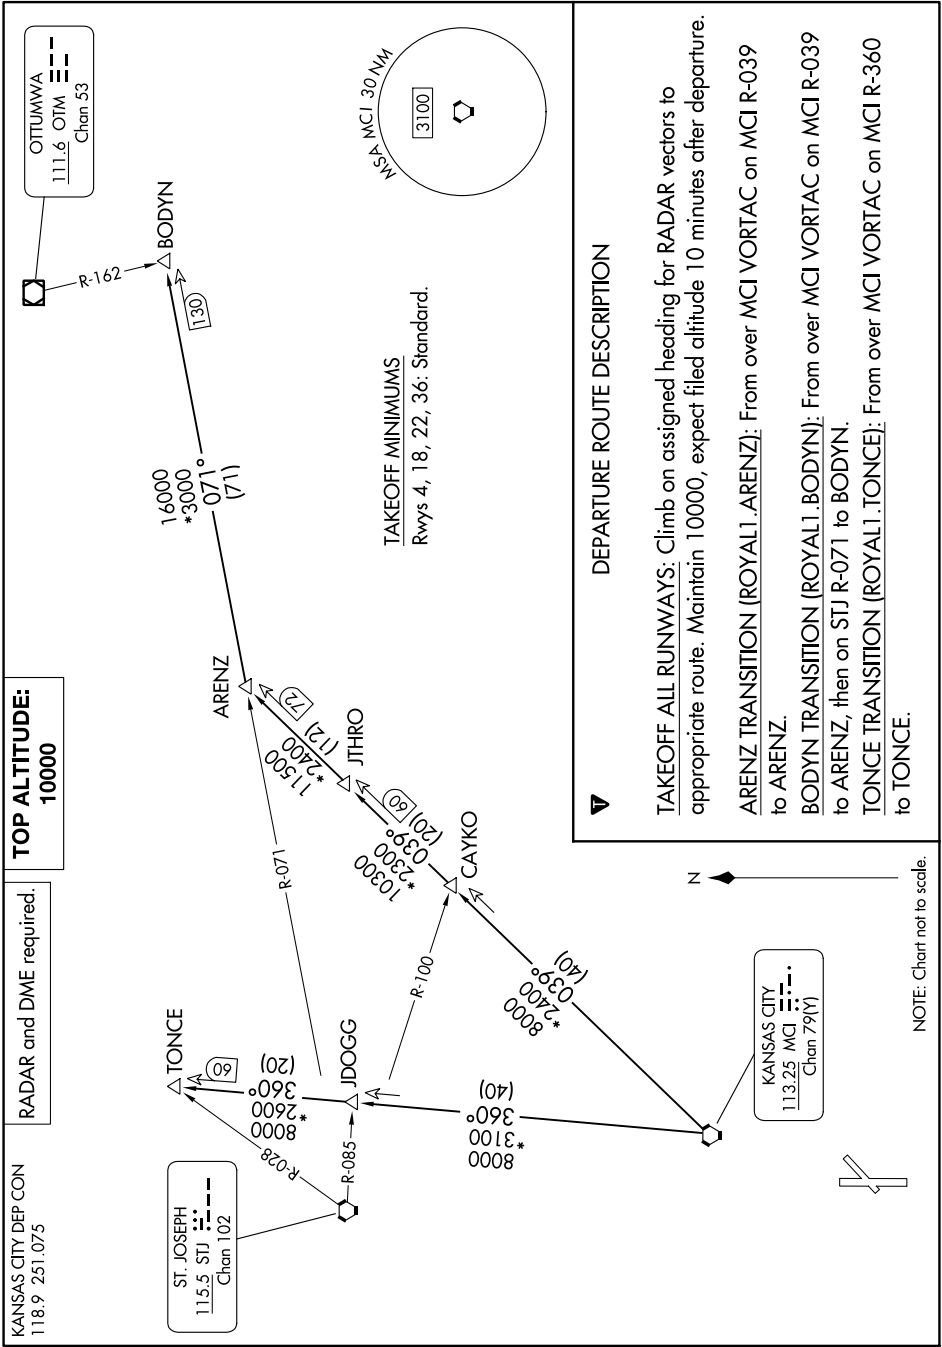 KANSAS CITY DEP CON
118.9 251.075
RADAR and DME required.
TOP ALTITUDE:
10000
OTTUMWA
111.6 OTM
Chan 53
R-162
BODYN
130
16000
*3000
071°
(71)
ARENZ
72
11500
*2400
(12)
JTHRO
60
10300
*2300
039°
(20)
CAYKO
8000
*2400
039°
(40)
R-071
R-100
TONCE
60
8000
*2600
360°
(20)
JDOGG
8000
*3100
360°
(40)
R-028
R-085
ST. JOSEPH
115.5 STJ
Chan 102
KANSAS CITY
113.25 MCI
Chan 79(Y)
MSA MCI 30 NM
3100
TAKEOFF MINIMUMS
Rwys 4, 18, 22, 36: Standard.
N
NOTE: Chart not to scale.
T
DEPARTURE ROUTE DESCRIPTION
TAKEOFF ALL RUNWAYS: Climb on assigned heading for RADAR vectors to
appropriate route. Maintain 10000, expect filed altitude 10 minutes after departure.
ARENZ TRANSITION (ROYAL1.ARENZ): From over MCI VORTAC on MCI R-039
to ARENZ.
BODYN TRANSITION (ROYAL1.BODYN): From over MCI VORTAC on MCI R-039
to ARENZ, then on STJ R-071 to BODYN.
TONCE TRANSITION (ROYAL1.TONCE): From over MCI VORTAC on MCI R-360
to TONCE.